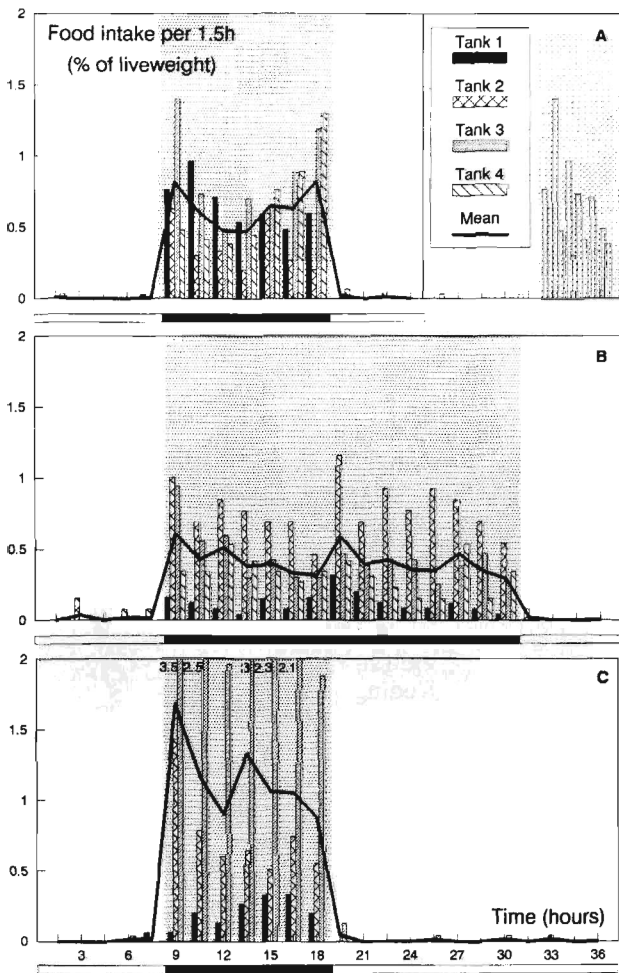 Food intake per 1.5h
(% of liveweight)
A
Tank 1
Tank 2
Tank 3
Tank 4
Mean
2
1.5
1
0.5
0
B
2
1.5
1
0.5
0
C
3.5 2.5 .3 2.3 2.1
2
1.5
1
0.5
0
Time (hours)
3 6 9 12 15 18 21 24 27 30 33 36